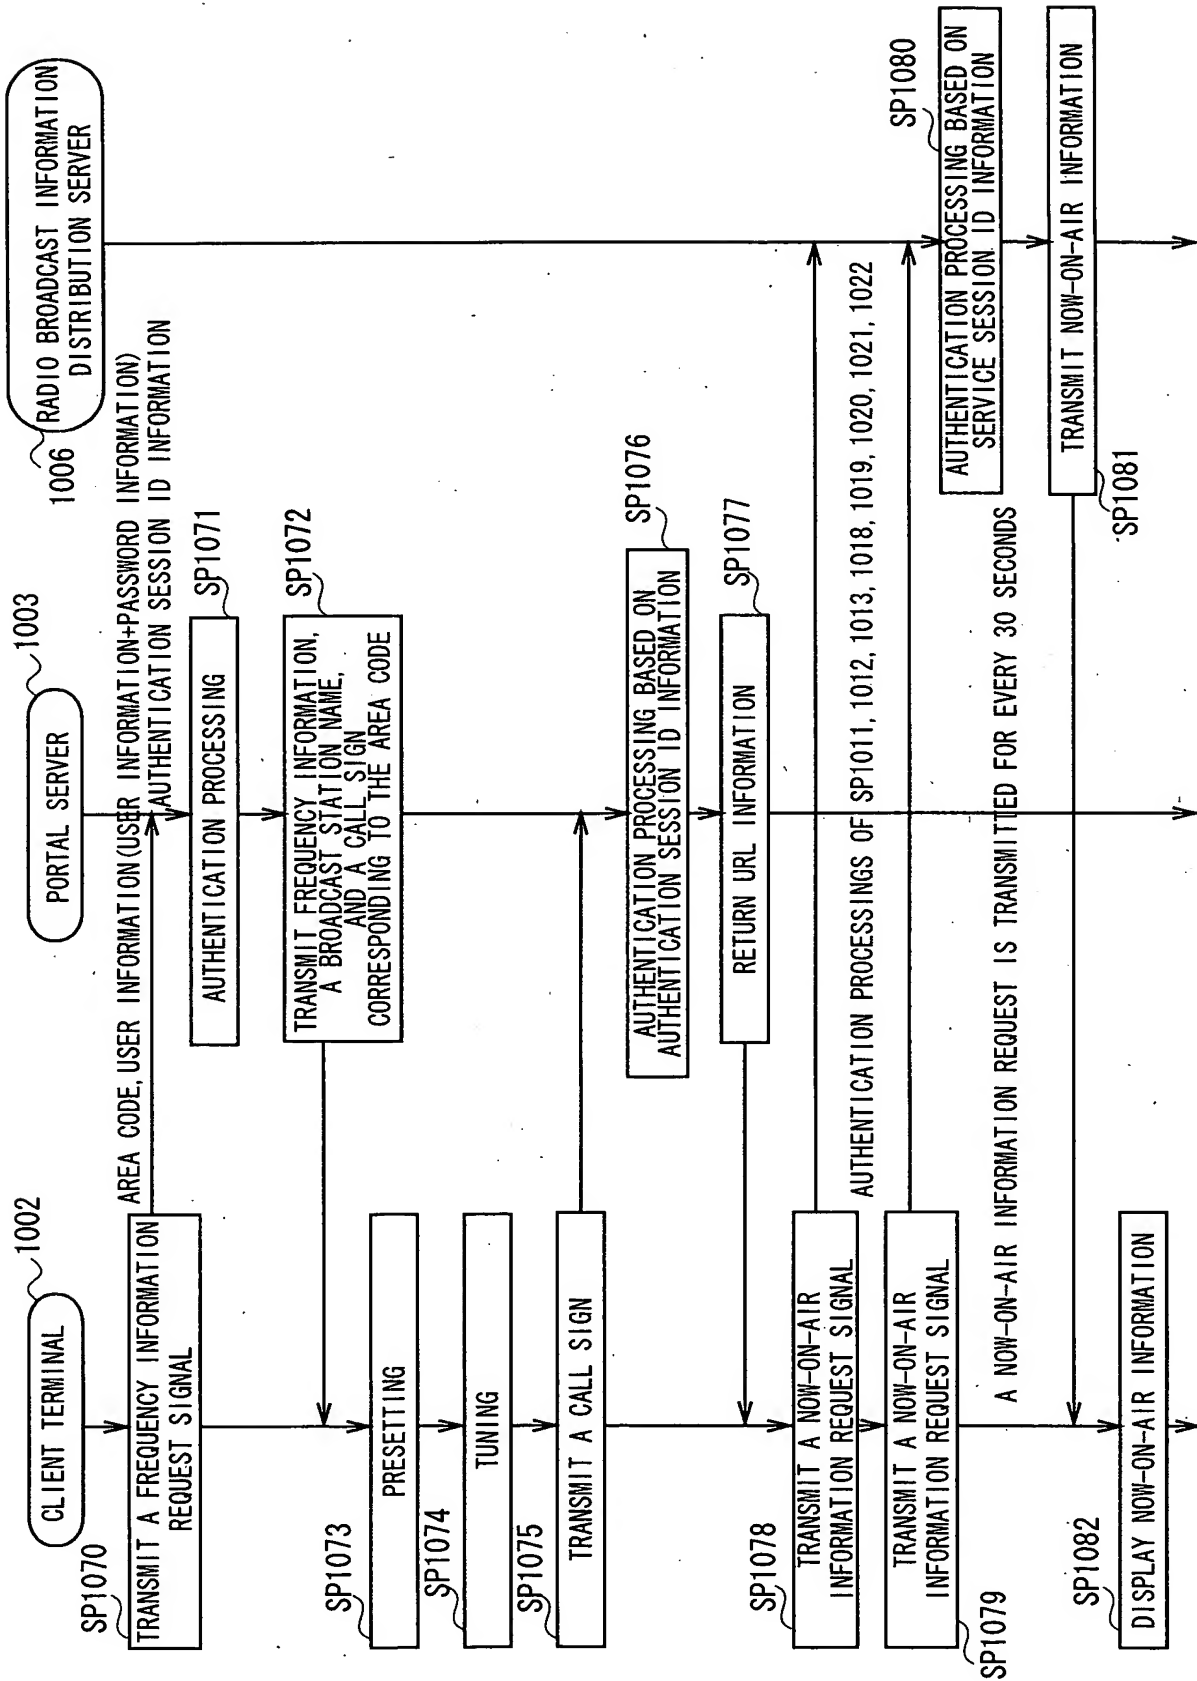 CLIENT TERMINAL
1002
PORTAL SERVER
1003
1006
RADIO BROADCAST INFORMATION
DISTRIBUTION SERVER
SP1070
TRANSMIT A FREQUENCY INFORMATION
REQUEST SIGNAL
AREA CODE, USER INFORMATION(USER INFORMATION+PASSWORD INFORMATION)
AUTHENTICATION SESSION ID INFORMATION
SP1071
AUTHENTICATION PROCESSING
SP1072
TRANSMIT FREQUENCY INFORMATION,
A BROADCAST STATION NAME,
AND A CALL SIGN
CORRESPONDING TO THE AREA CODE
SP1073
PRESETTING
SP1074
TUNING
SP1075
TRANSMIT A CALL SIGN
SP1076
AUTHENTICATION PROCESSING BASED ON
AUTHENTICATION SESSION ID INFORMATION
SP1077
RETURN URL INFORMATION
SP1078
TRANSMIT A NOW-ON-AIR
INFORMATION REQUEST SIGNAL
AUTHENTICATION PROCESSINGS OF SP1011, 1012, 1013, 1018, 1019, 1020, 1021, 1022
SP1079
TRANSMIT A NOW-ON-AIR
INFORMATION REQUEST SIGNAL
SP1080
AUTHENTICATION PROCESSING BASED ON
SERVICE SESSION ID INFORMATION
A NOW-ON-AIR INFORMATION REQUEST IS TRANSMITTED FOR EVERY 30 SECONDS
SP1081
TRANSMIT NOW-ON-AIR INFORMATION
SP1082
DISPLAY NOW-ON-AIR INFORMATION